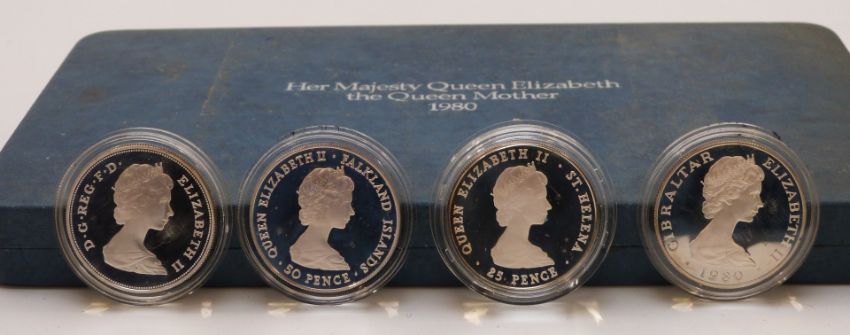 Her Majesty Queen Elizabeth
the Queen Mother
1980
D·G·REG·F·D·
ELIZABETH II
QUEEN ELIZABETH II · FALKLAND ISLANDS
· 50 PENCE ·
QUEEN ELIZABETH II · ST. HELENA
· 25 PENCE ·
· GIBRALTAR
ELIZABETH II
1980